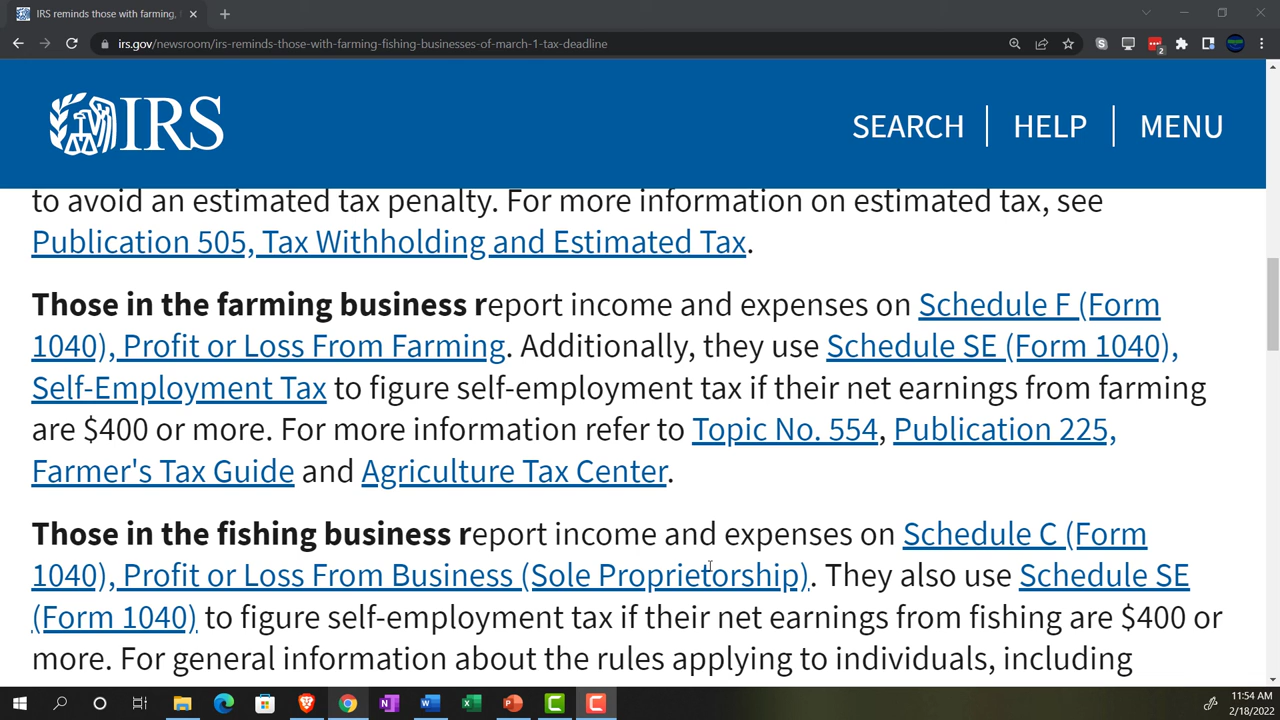 IRS reminds those with farming,
irs.gov/newsroom/irs-reminds-those-with-farming-fishing-businesses-of-march-1-tax-deadline
2
IRS
SEARCH
HELP
MENU
to avoid an estimated tax penalty. For more information on estimated tax, see
Publication 505, Tax Withholding and Estimated Tax.
Those in the farming business report income and expenses on Schedule F (Form
1040), Profit or Loss From Farming. Additionally, they use Schedule SE (Form 1040),
Self-Employment Tax to figure self-employment tax if their net earnings from farming
are $400 or more. For more information refer to Topic No. 554, Publication 225,
Farmer's Tax Guide and Agriculture Tax Center.
Those in the fishing business report income and expenses on Schedule C (Form
1040), Profit or Loss From Business (Sole Proprietorship). They also use Schedule SE
(Form 1040) to figure self-employment tax if their net earnings from fishing are $400 or
more. For general information about the rules applying to individuals, including
11:54 AM
2/18/2022